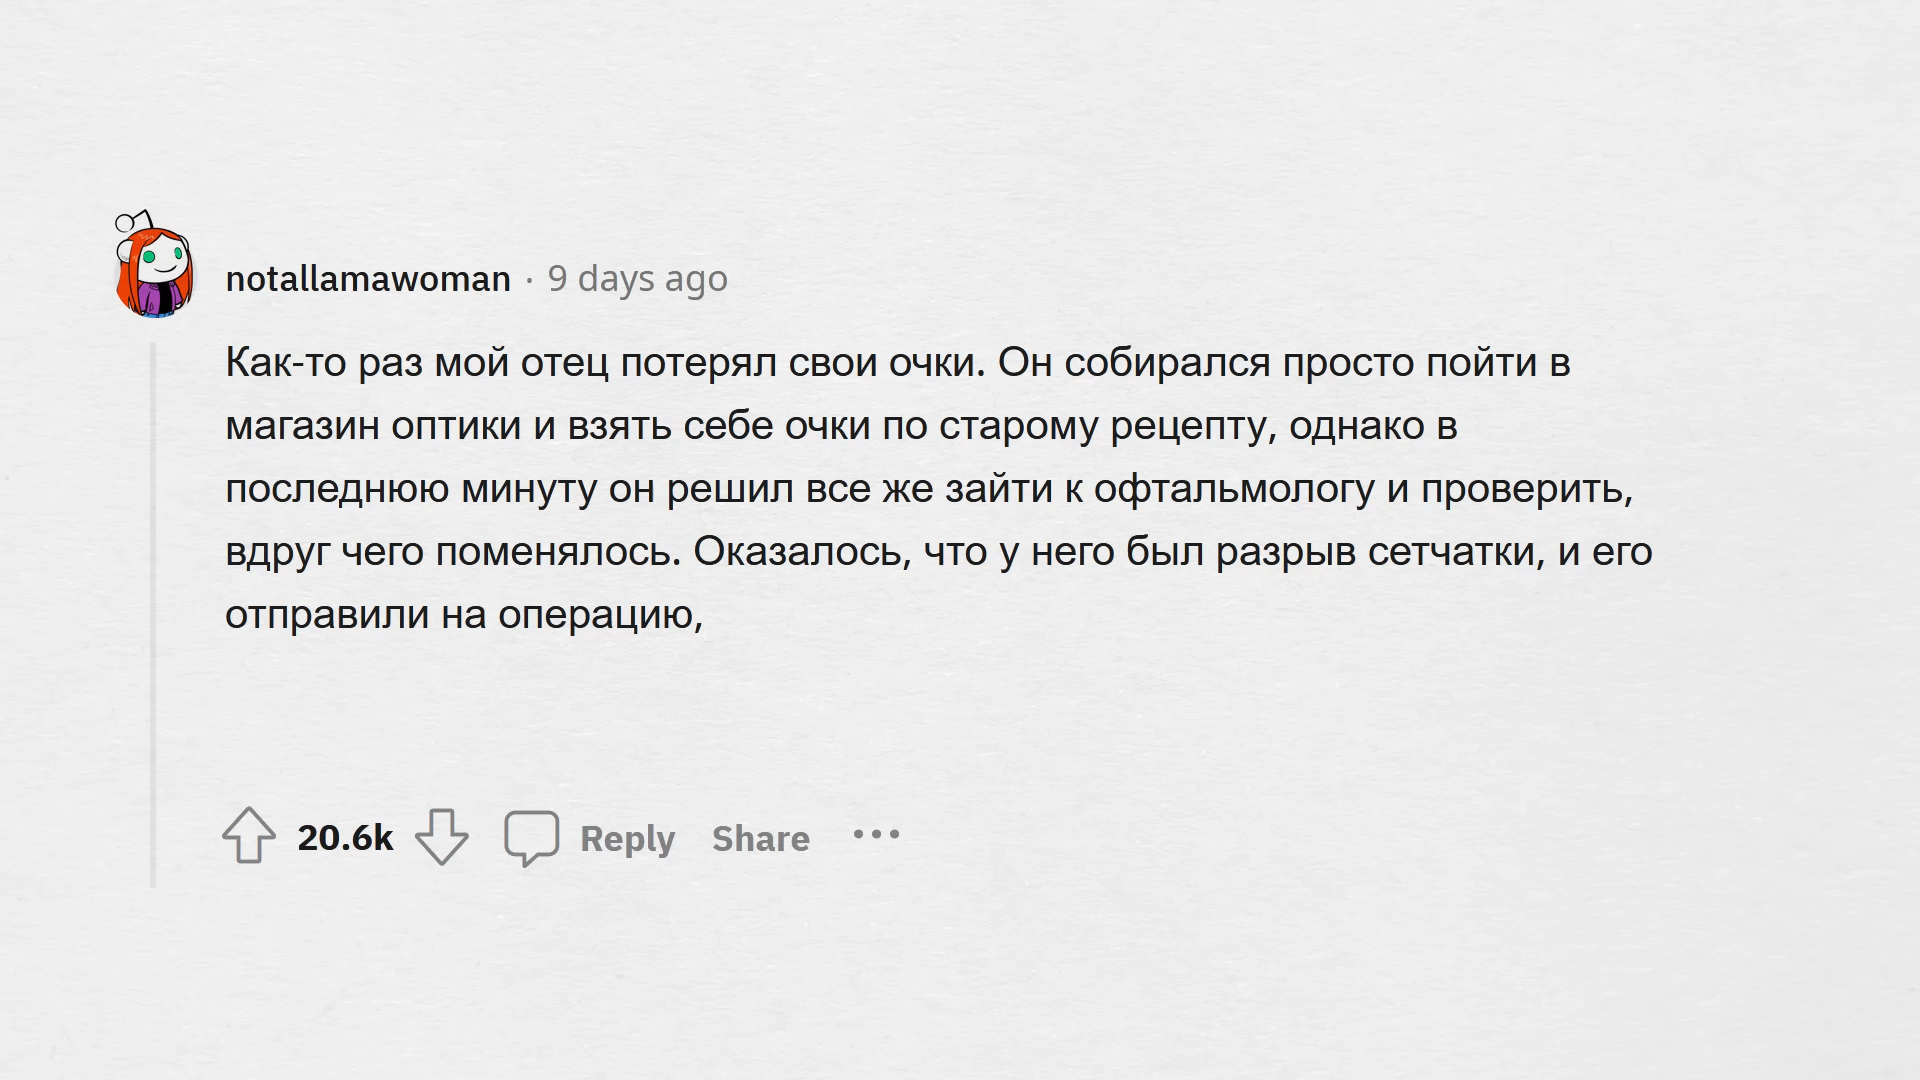 notallamawoman · 9 days ago
Как-то раз мой отец потерял свои очки. Он собирался просто пойти в
магазин оптики и взять себе очки по старому рецепту, однако в
последнюю минуту он решил все же зайти к офтальмологу и проверить,
вдруг чего поменялось. Оказалось, что у него был разрыв сетчатки, и его
отправили на операцию,
20.6k Reply Share •••